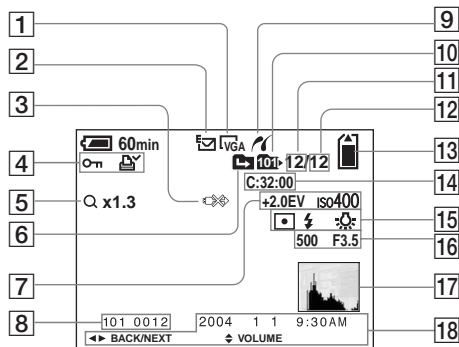 1
2
3
4
5
6
7
8
9
10
11
12
13
14
15
16
17
18
60min
E
VGA
101
12/12
C:32:00
x1.3
+2.0EV ISO400
500 F3.5
101 0012
2004 1 1 9:30AM
BACK/NEXT
VOLUME